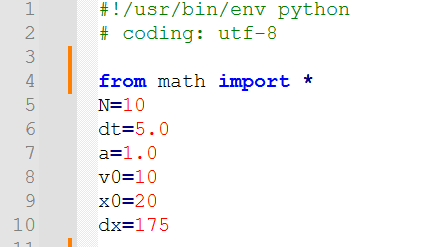 1 #!/usr/bin/env python
2 # coding: utf-8
3
4 from math import *
5 N=10
6 dt=5.0
7 a=1.0
8 v0=10
9 x0=20
10 dx=175
11